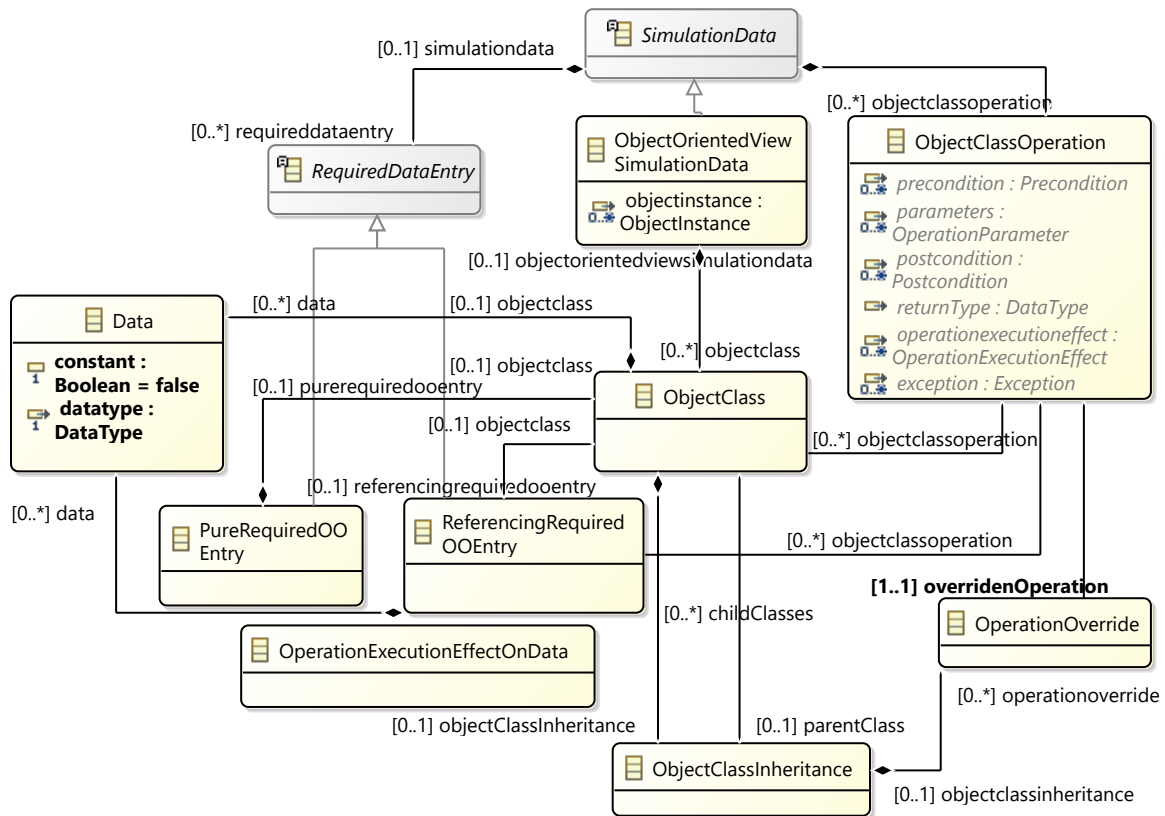 SimulationData
[0..1] simulationdata
[0..*] objectclassoperation
[0..*] requireddataentry
RequiredDataEntry
ObjectOrientedView
SimulationData
objectinstance :
ObjectInstance
ObjectClassOperation
precondition : Precondition
parameters :
OperationParameter
postcondition :
Postcondition
returnType : DataType
operationexecutioneffect :
OperationExecutionEffect
exception : Exception
[0..1] objectorientedviewsimulationdata
[0..*] data
[0..1] objectclass
Data
constant :
Boolean = false
datatype :
DataType
[0..*] objectclass
[0..1] objectclass
[0..1] purerequiredooentry
ObjectClass
[0..1] objectclass
[0..*] objectclassoperation
[0..1] referencingrequiredooentry
[0..*] data
PureRequiredOO
Entry
ReferencingRequired
OOEntry
[0..*] objectclassoperation
[1..1] overridenOperation
[0..*] childClasses
OperationOverride
OperationExecutionEffectOnData
[0..*] operationoverride
[0..1] objectClassInheritance
[0..1] parentClass
ObjectClassInheritance
[0..1] objectclassinheritance